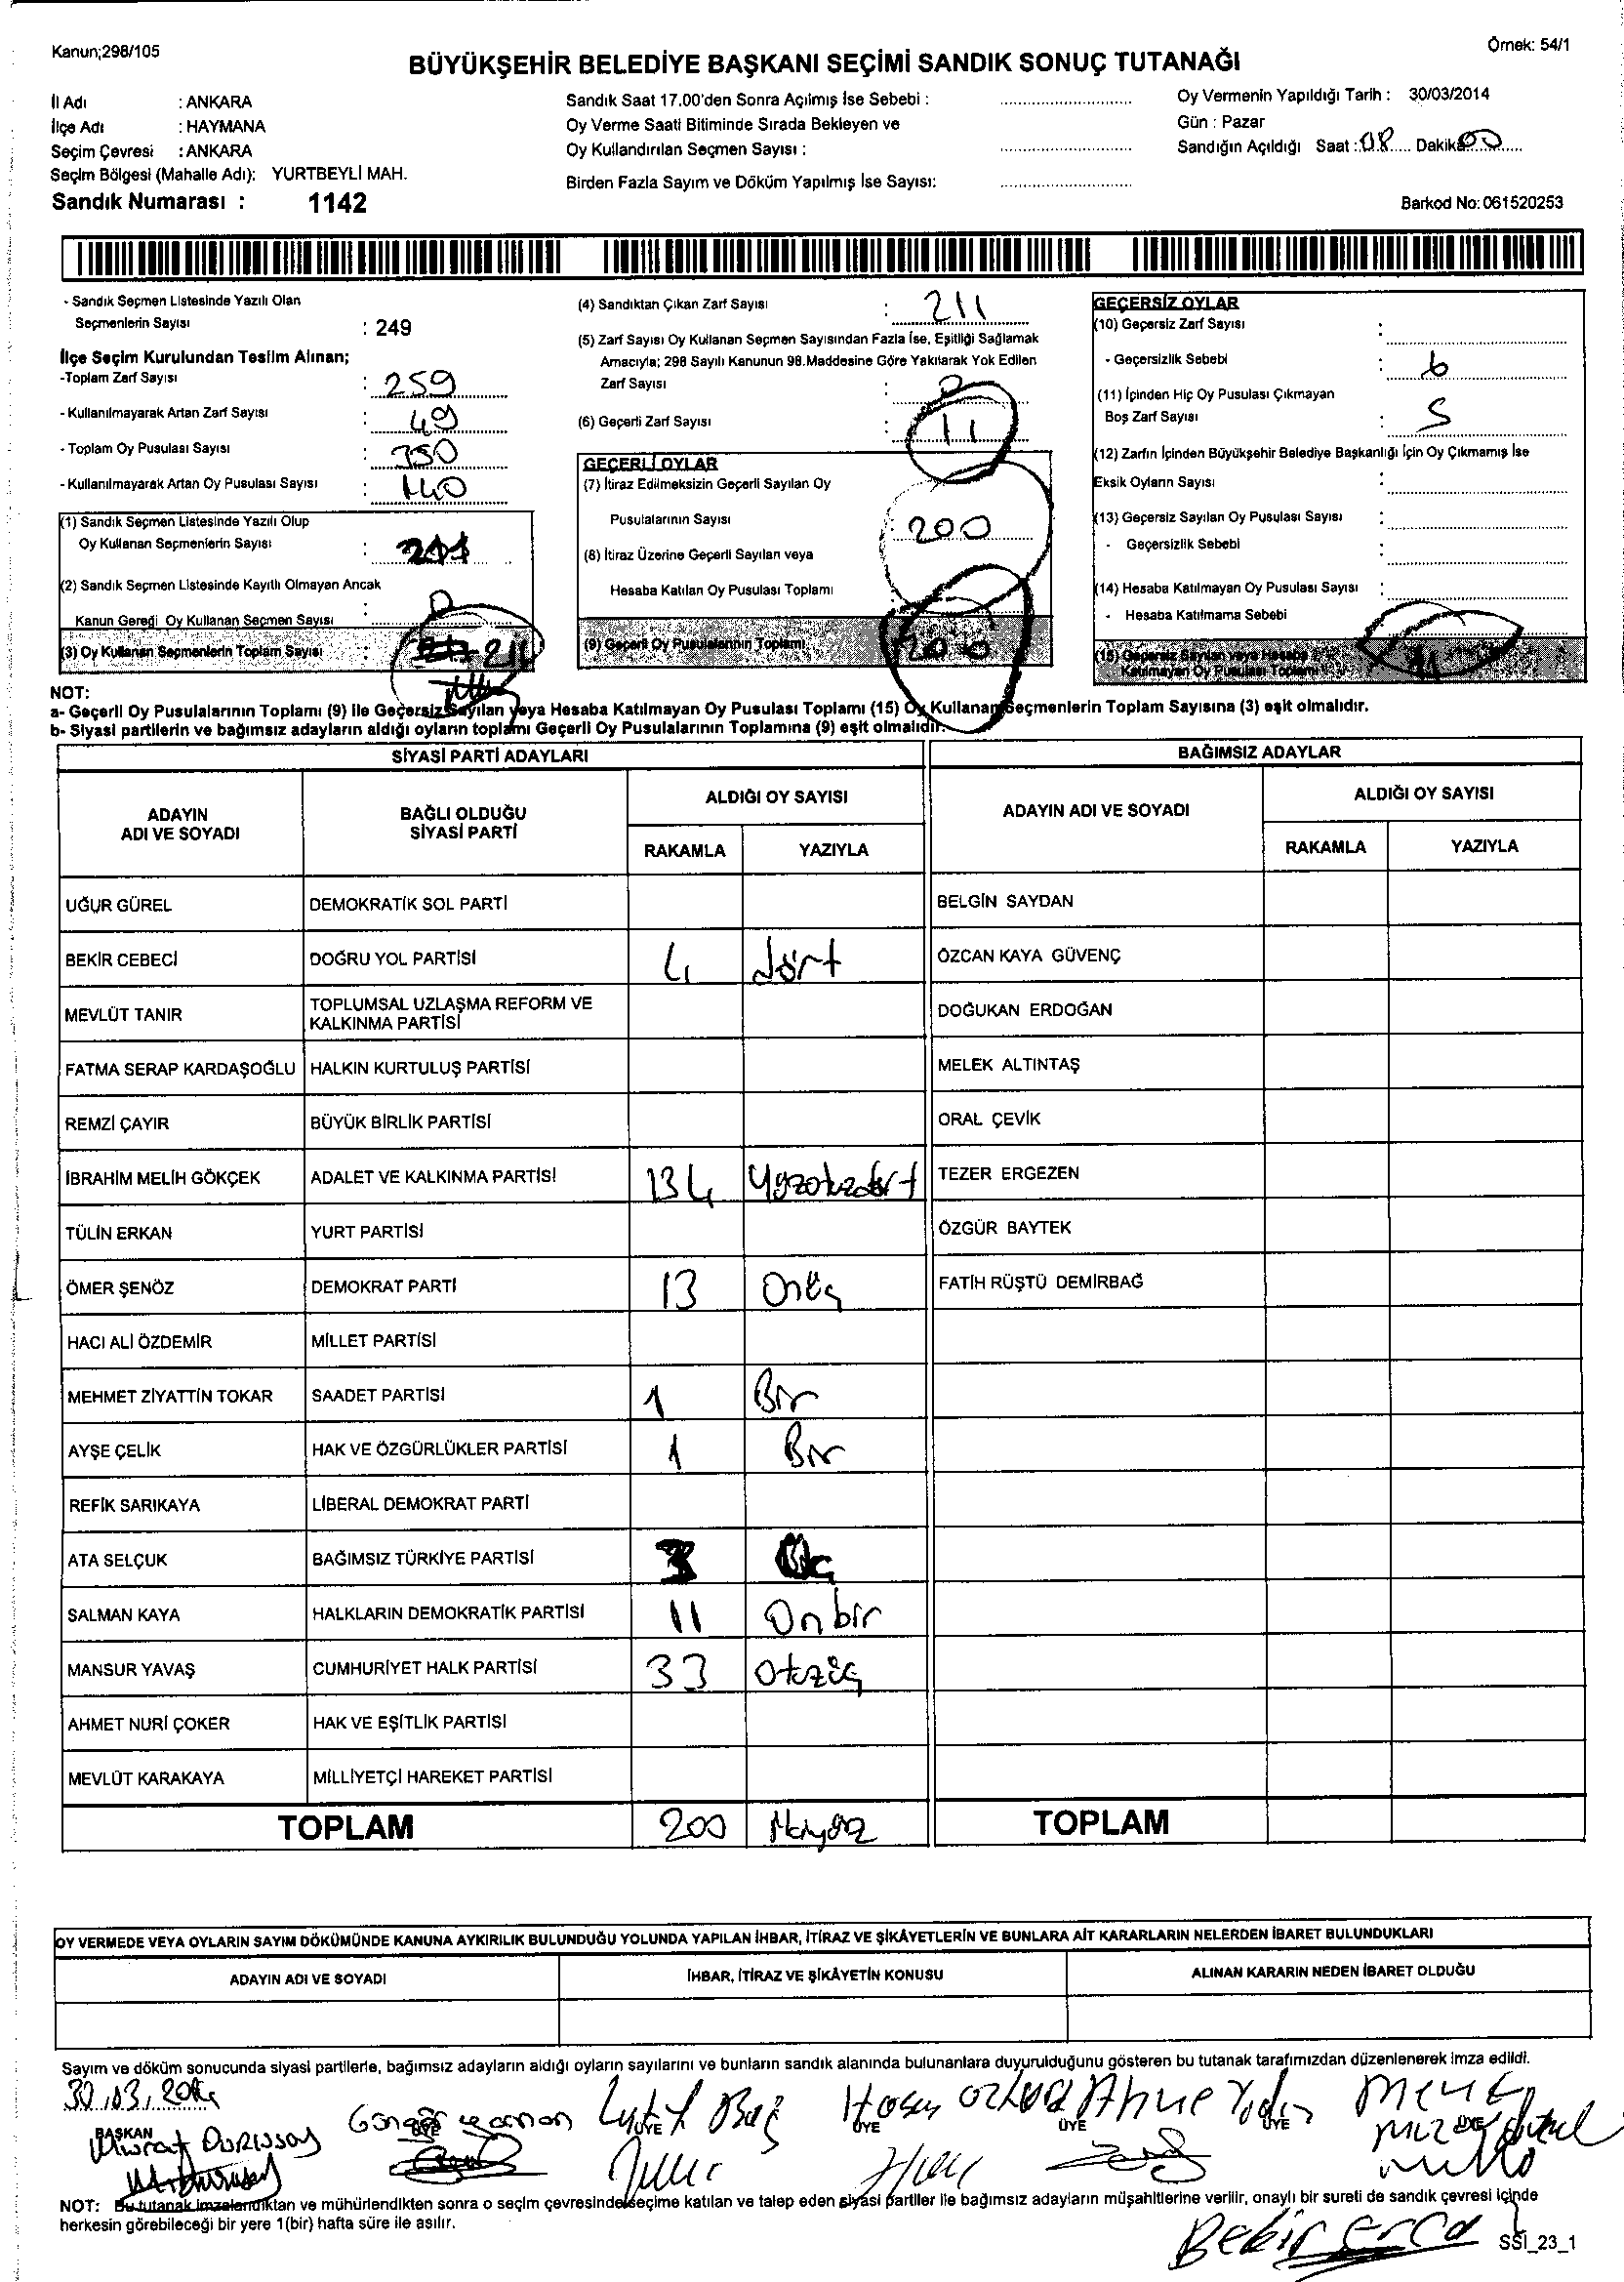 Kanun;298/105
Örnek: 54/1
BÜYÜKŞEHİR BELEDİYE BAŞKANI SEÇİMİ SANDIK SONUÇ TUTANAĞI
İl Adı : ANKARA
İlçe Adı : HAYMANA
Seçim Çevresi : ANKARA
Seçim Bölgesi (Mahalle Adı): YURTBEYLİ MAH.
Sandık Numarası : 1142
Sandık Saat 17.00'den Sonra Açılmış İse Sebebi :
Oy Verme Saati Bitiminde Sırada Bekleyen ve
Oy Kullandırılan Seçmen Sayısı :
Birden Fazla Sayım ve Döküm Yapılmış İse Sayısı:
Oy Vermenin Yapıldığı Tarih : 30/03/2014
Gün : Pazar
Sandığın Açıldığı Saat : 08 Dakika 00
Barkod No: 061520253
- Sandık Seçmen Listesinde Yazılı Olan
Seçmenlerin Sayısı : 249
İlçe Seçim Kurulundan Teslim Alınan;
-Toplam Zarf Sayısı : 259
- Kullanılmayarak Artan Zarf Sayısı : 49
- Toplam Oy Pusulası Sayısı : 350
- Kullanılmayarak Artan Oy Pusulası Sayısı : 140
(1) Sandık Seçmen Listesinde Yazılı Olup
Oy Kullanan Seçmenlerin Sayısı : 211
(2) Sandık Seçmen Listesinde Kayıtlı Olmayan Ancak
Kanun Gereği Oy Kullanan Seçmen Sayısı :
(3) Oy Kullanan Seçmenlerin Toplam Sayısı : 211
(4) Sandıktan Çıkan Zarf Sayısı : 211
(5) Zarf Sayısı Oy Kullanan Seçmen Sayısından Fazla İse, Eşitliği Sağlamak
Amacıyla; 298 Sayılı Kanunun 98.Maddesine Göre Yakılarak Yok Edilen
Zarf Sayısı :
(6) Geçerli Zarf Sayısı : 11
GEÇERLİ OYLAR
(7) İtiraz Edilmeksizin Geçerli Sayılan Oy
Pusulalarının Sayısı : 200
(8) İtiraz Üzerine Geçerli Sayılan veya
Hesaba Katılan Oy Pusulası Toplamı
(9) Geçerli Oy Pusulalarının Toplamı 200
GEÇERSİZ OYLAR
(10) Geçersiz Zarf Sayısı :
- Geçersizlik Sebebi : 6
(11) İçinden Hiç Oy Pusulası Çıkmayan
Boş Zarf Sayısı : 5
(12) Zarfın İçinden Büyükşehir Belediye Başkanlığı İçin Oy Çıkmamış İse
Eksik Oyların Sayısı :
(13) Geçersiz Sayılan Oy Pusulası Sayısı :
- Geçersizlik Sebebi :
(14) Hesaba Katılmayan Oy Pusulası Sayısı :
- Hesaba Katılmama Sebebi
(15) Geçersiz Sayılan veya Hesaba
Katılmayan Oy Pusulası Toplamı 11
NOT:
a- Geçerli Oy Pusulalarının Toplamı (9) ile Geçersiz Sayılan veya Hesaba Katılmayan Oy Pusulası Toplamı (15) Oy Kullanan Seçmenlerin Toplam Sayısına (3) eşit olmalıdır.
b- Siyasi partilerin ve bağımsız adayların aldığı oyların toplamı Geçerli Oy Pusulalarının Toplamına (9) eşit olmalıdır.
SİYASİ PARTİ ADAYLARI BAĞIMSIZ ADAYLAR
ADAYIN ADI VE SOYADI BAĞLI OLDUĞU SİYASİ PARTİ ALDIĞI OY SAYISI ADAYIN ADI VE SOYADI ALDIĞI OY SAYISI
RAKAMLA YAZIYLA RAKAMLA YAZIYLA
UĞUR GÜREL DEMOKRATİK SOL PARTİ BELGİN SAYDAN
BEKİR CEBECİ DOĞRU YOL PARTİSİ 4 dört ÖZCAN KAYA GÜVENÇ
MEVLÜT TANIR TOPLUMSAL UZLAŞMA REFORM VE KALKINMA PARTİSİ DOĞUKAN ERDOĞAN
FATMA SERAP KARDAŞOĞLU HALKIN KURTULUŞ PARTİSİ MELEK ALTINTAŞ
REMZİ ÇAYIR BÜYÜK BİRLİK PARTİSİ ORAL ÇEVİK
İBRAHİM MELİH GÖKÇEK ADALET VE KALKINMA PARTİSİ 134 TEZER ERGEZEN
TÜLİN ERKAN YURT PARTİSİ ÖZGÜR BAYTEK
ÖMER ŞENÖZ DEMOKRAT PARTİ 13 Onüç FATİH RÜŞTÜ DEMİRBAĞ
HACI ALİ ÖZDEMİR MİLLET PARTİSİ
MEHMET ZİYATTİN TOKAR SAADET PARTİSİ 1 Bir
AYŞE ÇELİK HAK VE ÖZGÜRLÜKLER PARTİSİ 1 Bir
REFİK SARIKAYA LİBERAL DEMOKRAT PARTİ
ATA SELÇUK BAĞIMSIZ TÜRKİYE PARTİSİ 3 Üç
SALMAN KAYA HALKLARIN DEMOKRATİK PARTİSİ 11 Onbir
MANSUR YAVAŞ CUMHURİYET HALK PARTİSİ 33 Otuzüç
AHMET NURİ ÇOKER HAK VE EŞİTLİK PARTİSİ
MEVLÜT KARAKAYA MİLLİYETÇİ HAREKET PARTİSİ
TOPLAM 200 TOPLAM
OY VERMEDE VEYA OYLARIN SAYIM DÖKÜMÜNDE KANUNA AYKIRILIK BULUNDUĞU YOLUNDA YAPILAN İHBAR, İTİRAZ VE ŞİKÂYETLERİN VE BUNLARA AİT KARARLARIN NELERDEN İBARET BULUNDUKLARI
ADAYIN ADI VE SOYADI İHBAR, İTİRAZ VE ŞİKÂYETİN KONUSU ALINAN KARARIN NEDEN İBARET OLDUĞU
Sayım ve döküm sonucunda siyasi partilerle, bağımsız adayların aldığı oyların sayılarını ve bunların sandık alanında bulunanlara duyurulduğunu gösteren bu tutanak tarafımızdan düzenlenerek imza edildi.
30.03.2014
BAŞKAN ÜYE ÜYE ÜYE ÜYE ÜYE
NOT: Bu tutanak imzalandıktan ve mühürlendikten sonra o seçim çevresinde seçime katılan ve talep eden siyasi partiler ile bağımsız adayların müşahitlerine verilir, onaylı bir sureti de sandık çevresi içinde
herkesin görebileceği bir yere 1(bir) hafta süre ile asılır.
Bekir
SSİ_23_1